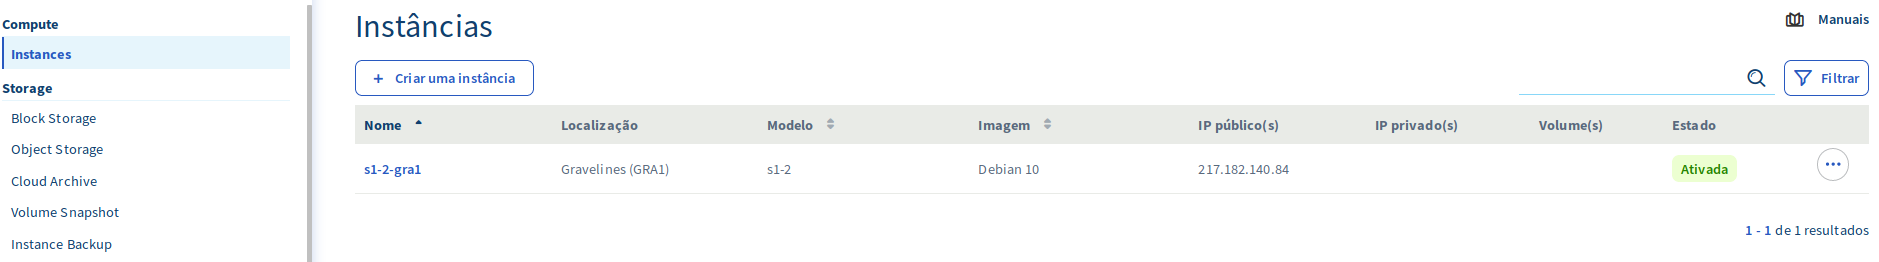 Compute
Instances
Storage
Block Storage
Object Storage
Cloud Archive
Volume Snapshot
Instance Backup
Instâncias
Manuais
+ Criar uma instância
Filtrar
Nome Localização Modelo Imagem IP público(s) IP privado(s) Volume(s) Estado
s1-2-gra1 Gravelines (GRA1) s1-2 Debian 10 217.182.140.84 Ativada
1 - 1 de 1 resultados